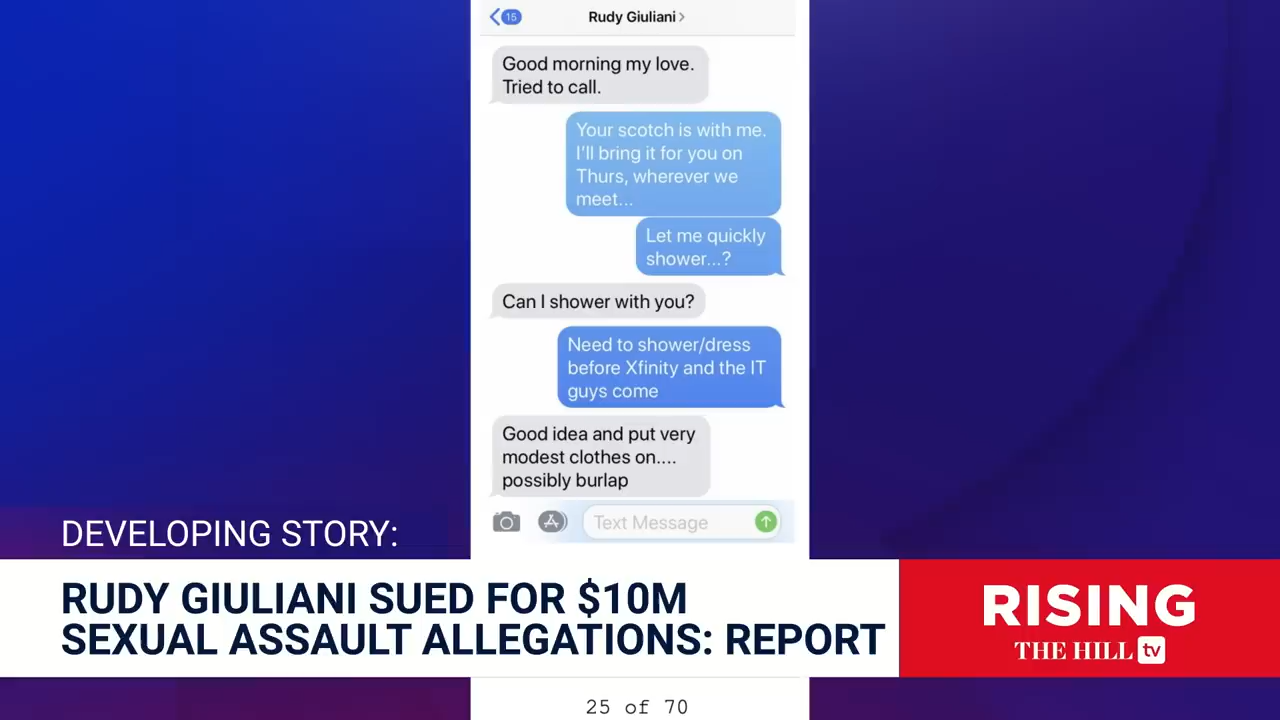 15
Rudy Giuliani
Good morning my love.
Tried to call.
Your scotch is with me.
I'll bring it for you on
Thurs, wherever we
meet...
Let me quickly
shower...?
Can I shower with you?
Need to shower/dress
before Xfinity and the IT
guys come
Good idea and put very
modest clothes on....
possibly burlap
Text Message
DEVELOPING STORY:
RUDY GIULIANI SUED FOR $10M
SEXUAL ASSAULT ALLEGATIONS: REPORT
RISING
THE HILL tv
25 of 70